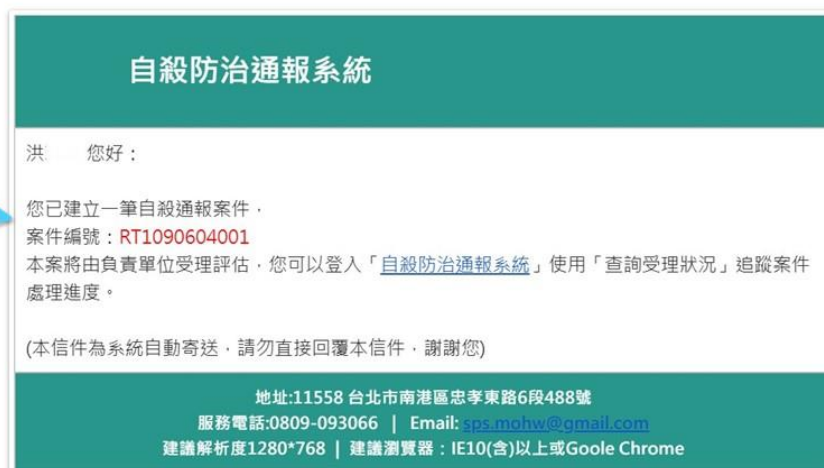 自殺防治通報系統
洪 您好：
您已建立一筆自殺通報案件，
案件編號：RT1090604001
本案將由負責單位受理評估，您可以登入「自殺防治通報系統」使用「查詢受理狀況」追蹤案件
處理進度。
(本信件為系統自動寄送，請勿直接回覆本信件，謝謝您)
地址:11558 台北市南港區忠孝東路6段488號
服務電話:0809-093066 | Email: sps.mohw@gmail.com
建議解析度1280*768 | 建議瀏覽器：IE10(含)以上或Goole Chrome